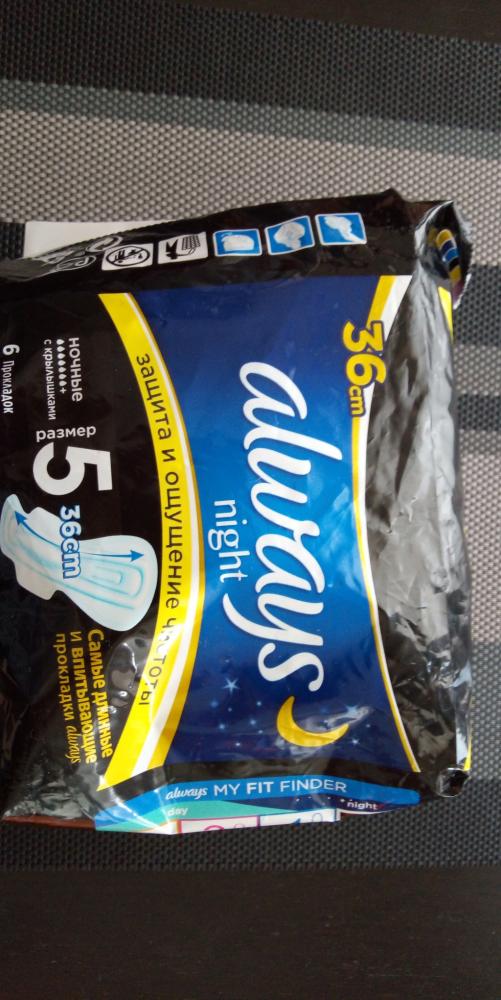 36cm
always
night
защита и ощущение чистоты
ночные
с крылышками
6 Прокладок
размер
5
36cm
Самые длинные
и впитывающие
прокладки always
always MY FIT FINDER
day
night